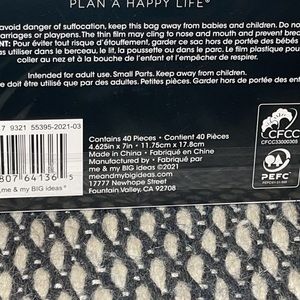 PLAN A HAPPY LIFE®
avoid danger of suffocation, keep this bag away from babies and children. Do no
arriages or playpens. The thin film may cling to nose and mouth and prevent brea
ENT: Pour éviter tout risque d'étouffement, garder ce sac hors de portée des bébés
s utiliser dans le berceau, le lit, la poussette ou dans le parc. Le film plastique pour
coller au nez et à la bouche de l'enfant et l'empêcher de respirer.
Intended for adult use. Small Parts. Keep away from children.
e doit être utilisé que par des adultes. Petites pièces. Garder hors de portée des ent
7 9321 55395-2021-03
807 64136 5
me & my BIG ideas®
Contains 40 Pieces • Contient 40 Pièces
4.625in x 7in • 11.75cm x 17.8cm
Made in China • Fabriqué en Chine
Manufactured by • Fabriqué par
me & my BIG ideas ©2021
meandmybigideas.com
17777 Newhope Street
Fountain Valley, CA 92708
CFCC
PEFC